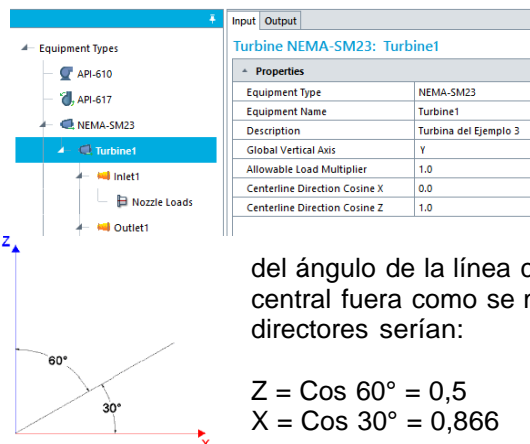 Input Output
Equipment Types
API-610
API-617
NEMA-SM23
Turbine1
Inlet1
Nozzle Loads
Outlet1
Turbine NEMA-SM23: Turbine1
Properties
Equipment Type NEMA-SM23
Equipment Name Turbine1
Description Turbina del Ejemplo 3
Global Vertical Axis Y
Allowable Load Multiplier 1.0
Centerline Direction Cosine X 0.0
Centerline Direction Cosine Z 1.0
Z
60°
30°
X
del ángulo de la línea
central fuera como se
directores serían:
Z = Cos 60° = 0,5
X = Cos 30° = 0,866